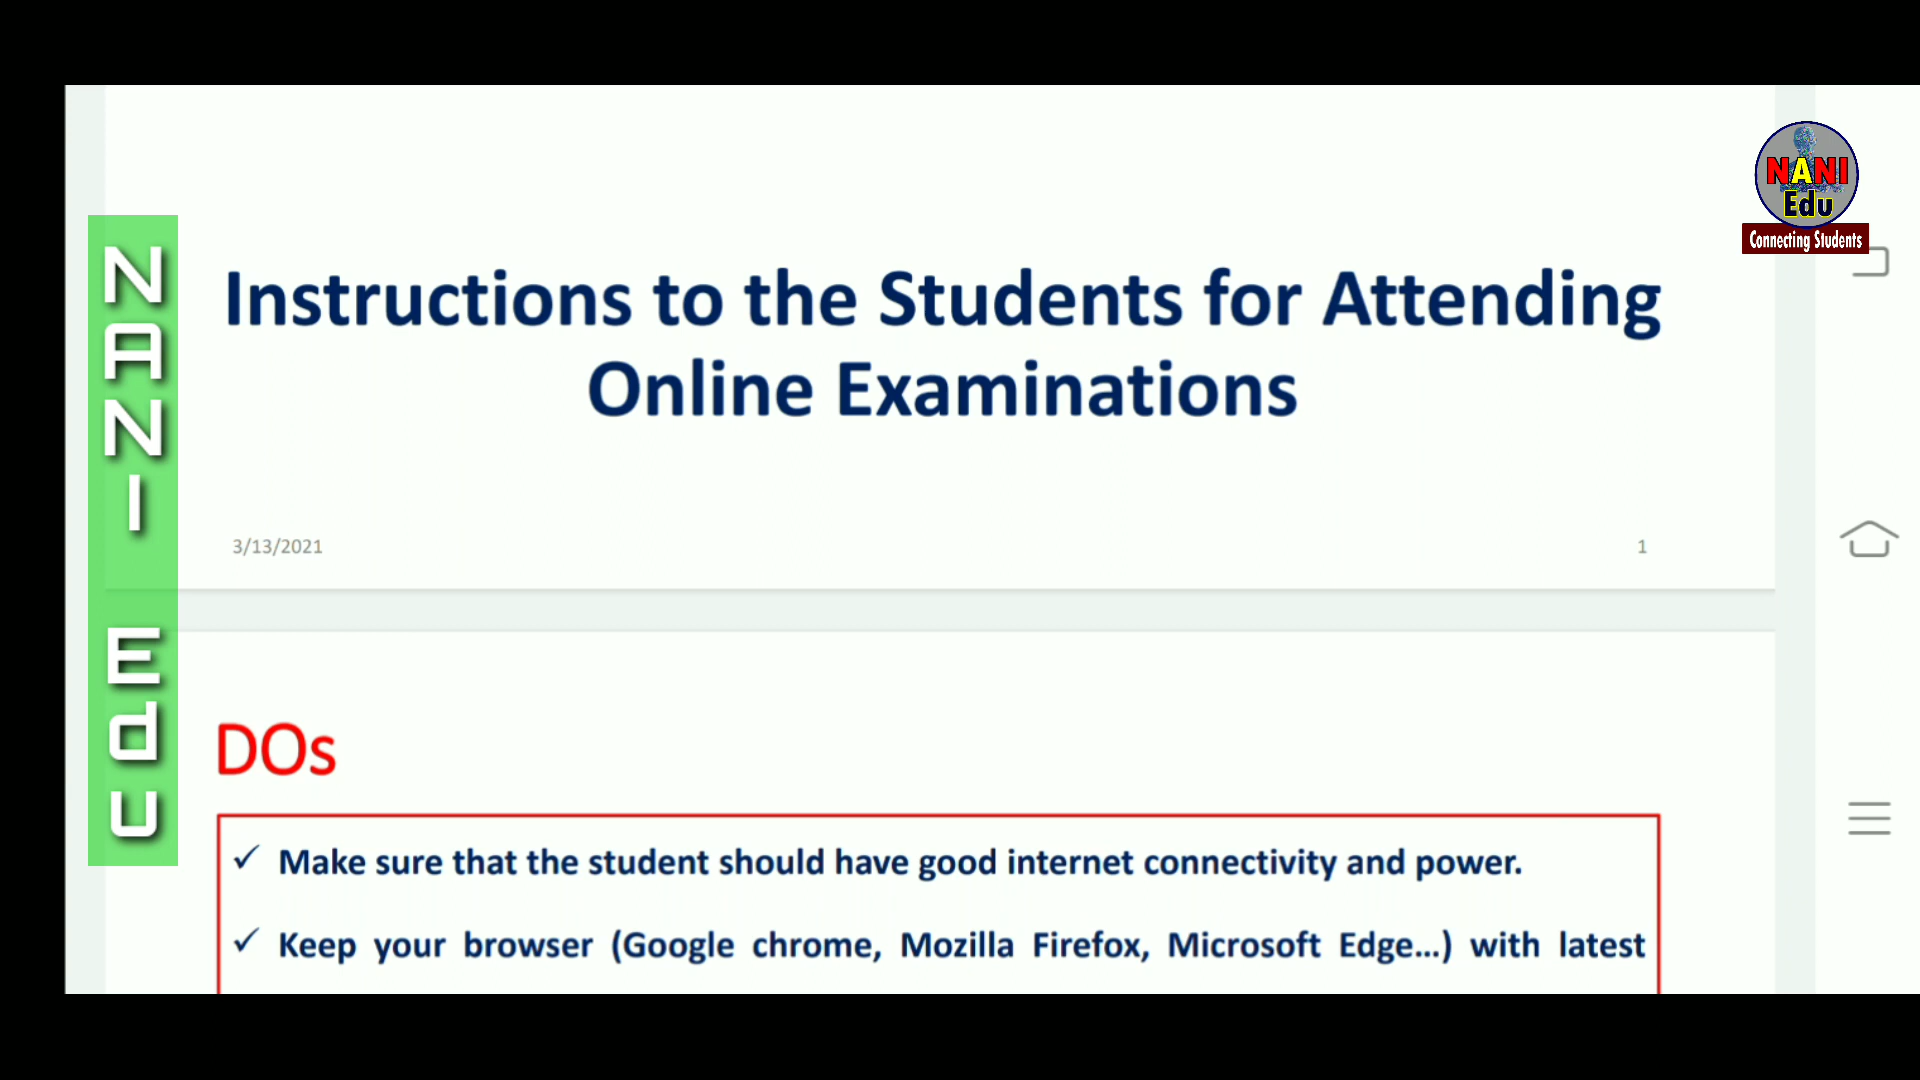 NANI
Edu
Connecting Students
NANI Edu
Instructions to the Students for Attending
Online Examinations
3/13/2021
1
DOs
✓ Make sure that the student should have good internet connectivity and power.
✓ Keep your browser (Google chrome, Mozilla Firefox, Microsoft Edge...) with latest